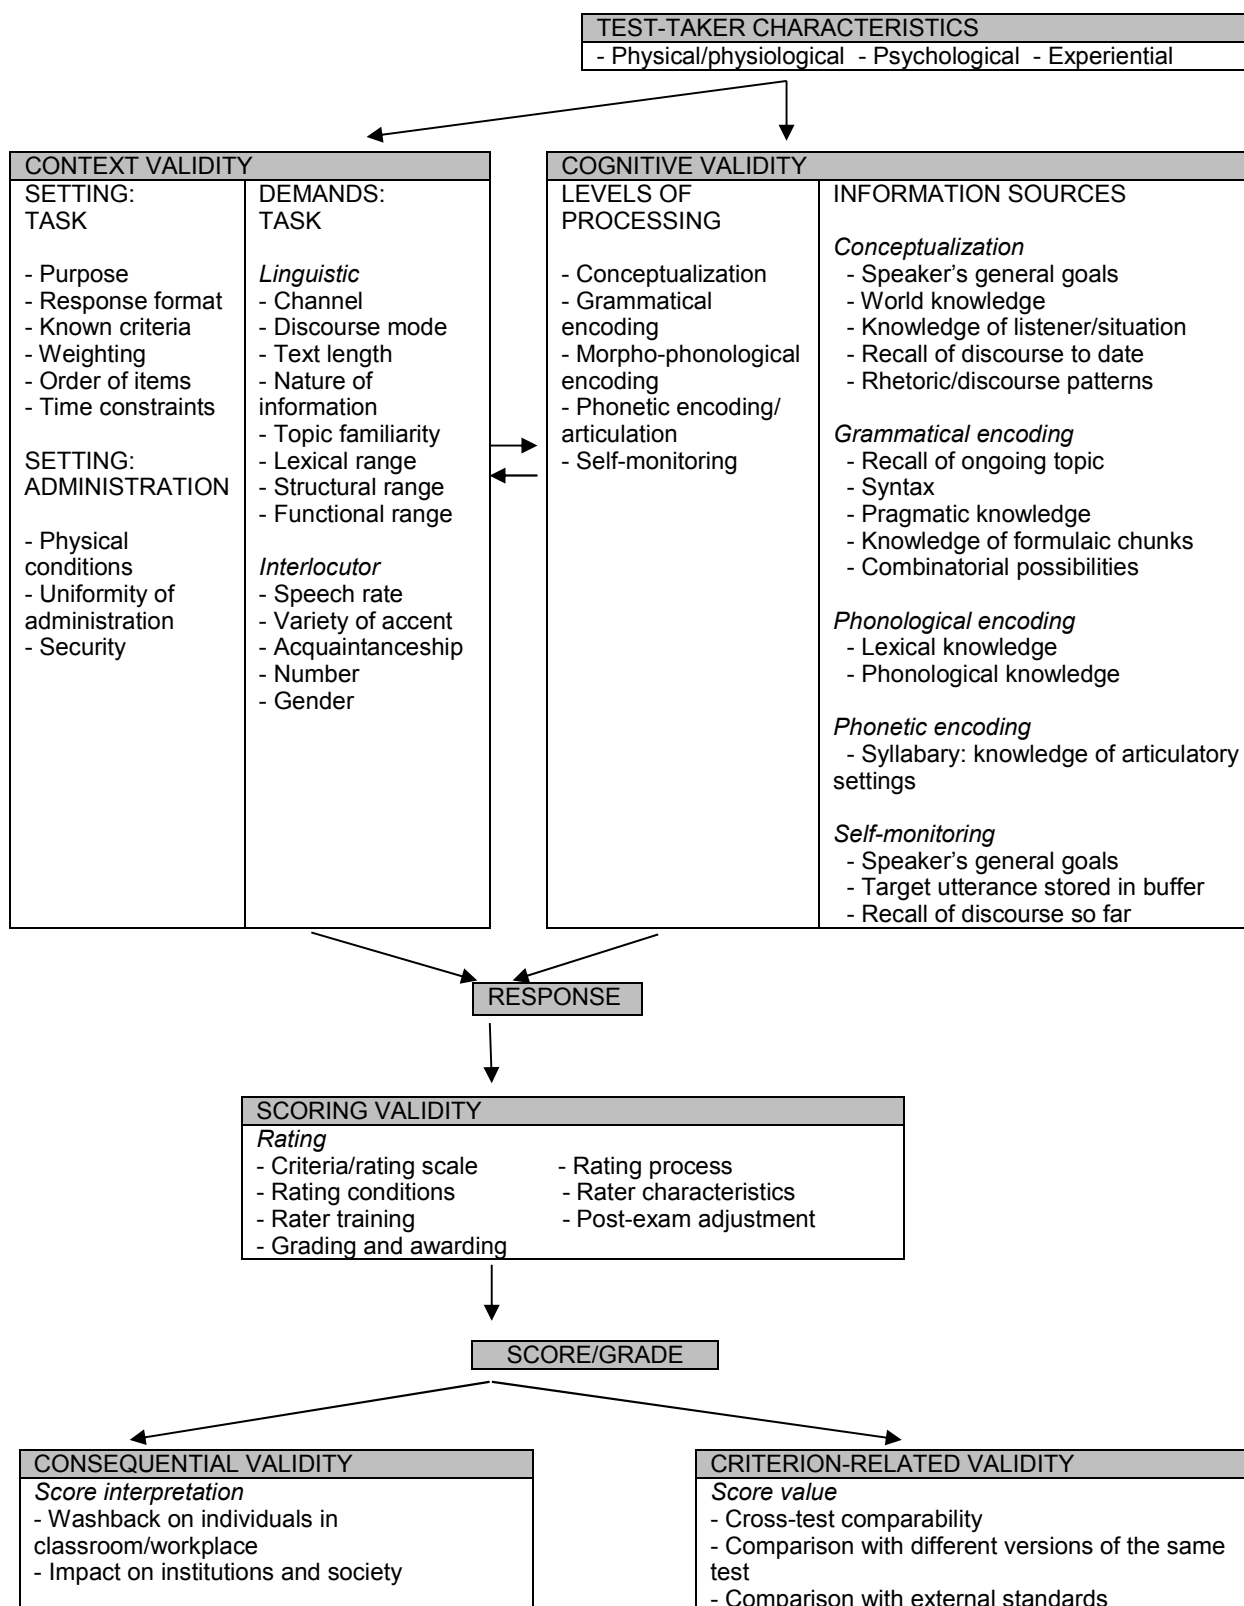 TEST-TAKER CHARACTERISTICS
- Physical/physiological - Psychological - Experiential
CONTEXT VALIDITY
SETTING:
TASK
- Purpose
- Response format
- Known criteria
- Weighting
- Order of items
- Time constraints
SETTING:
ADMINISTRATION
- Physical
conditions
- Uniformity of
administration
- Security
DEMANDS:
TASK
Linguistic
- Channel
- Discourse mode
- Text length
- Nature of
information
- Topic familiarity
- Lexical range
- Structural range
- Functional range
Interlocutor
- Speech rate
- Variety of accent
- Acquaintanceship
- Number
- Gender
COGNITIVE VALIDITY
LEVELS OF
PROCESSING
- Conceptualization
- Grammatical
encoding
- Morpho-phonological
encoding
- Phonetic encoding/
articulation
- Self-monitoring
INFORMATION SOURCES
Conceptualization
- Speaker's general goals
- World knowledge
- Knowledge of listener/situation
- Recall of discourse to date
- Rhetoric/discourse patterns
Grammatical encoding
- Recall of ongoing topic
- Syntax
- Pragmatic knowledge
- Knowledge of formulaic chunks
- Combinatorial possibilities
Phonological encoding
- Lexical knowledge
- Phonological knowledge
Phonetic encoding
- Syllabary: knowledge of articulatory
settings
Self-monitoring
- Speaker's general goals
- Target utterance stored in buffer
- Recall of discourse so far
RESPONSE
SCORING VALIDITY
Rating
- Criteria/rating scale - Rating process
- Rating conditions - Rater characteristics
- Rater training - Post-exam adjustment
- Grading and awarding
SCORE/GRADE
CONSEQUENTIAL VALIDITY
Score interpretation
- Washback on individuals in
classroom/workplace
- Impact on institutions and society
CRITERION-RELATED VALIDITY
Score value
- Cross-test comparability
- Comparison with different versions of the same
test
- Comparison with external standards